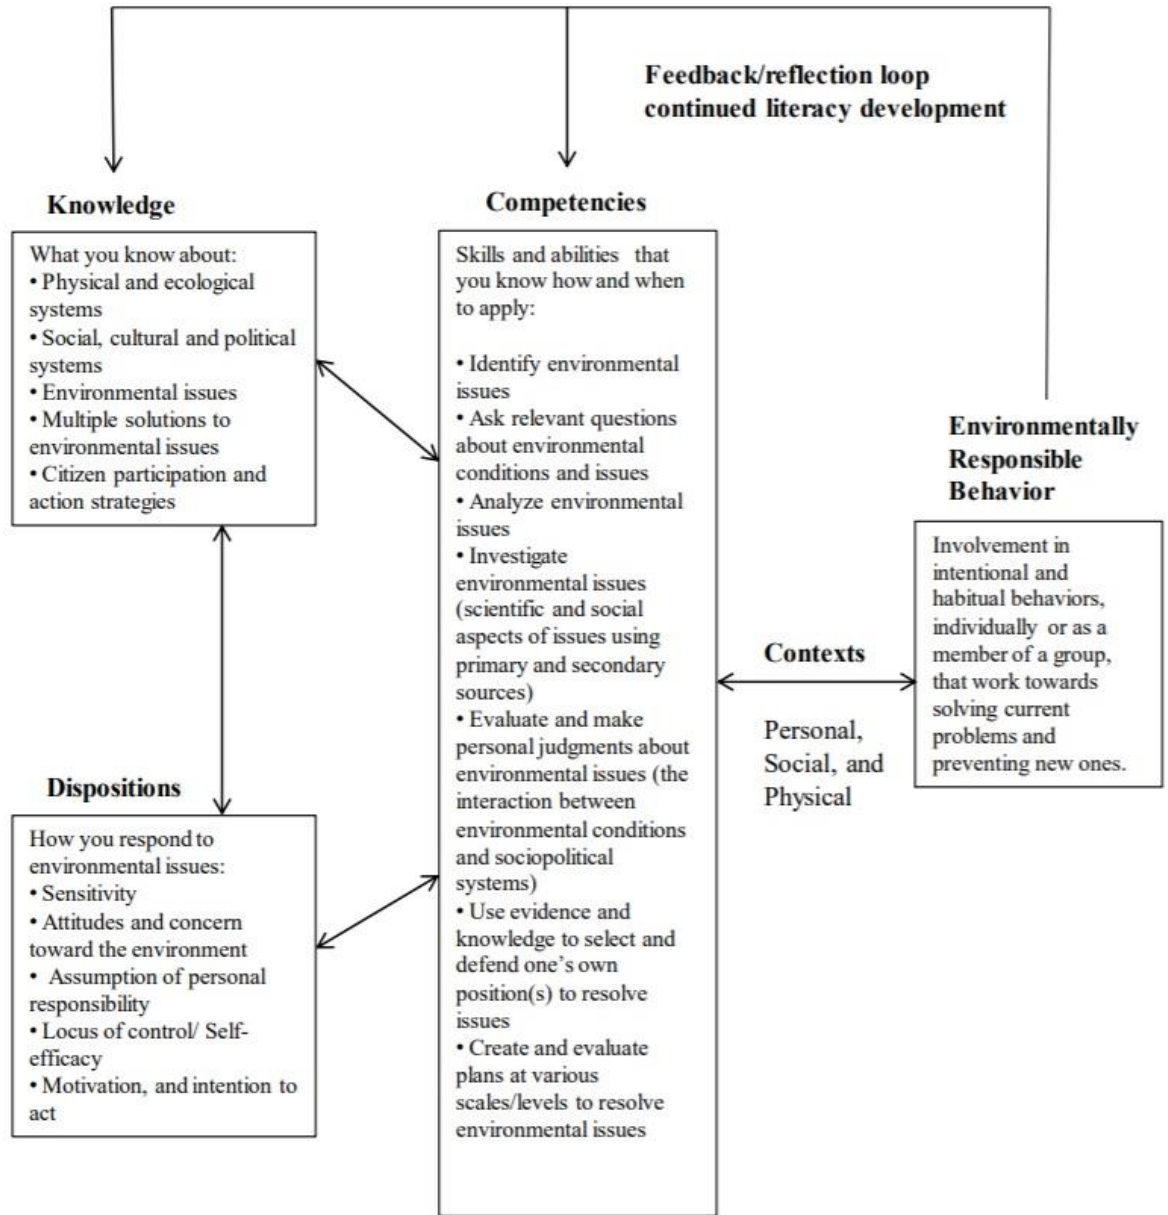 Feedback/reflection loop
continued literacy development
Knowledge
What you know about:
• Physical and ecological
systems
• Social, cultural and political
systems
• Environmental issues
• Multiple solutions to
environmental issues
• Citizen participation and
action strategies
Dispositions
How you respond to
environmental issues:
• Sensitivity
• Attitudes and concern
toward the environment
• Assumption of personal
responsibility
• Locus of control/ Self-
efficacy
• Motivation, and intention to
act
Competencies
Skills and abilities that
you know how and when
to apply:
• Identify environmental
issues
• Ask relevant questions
about environmental
conditions and issues
• Analyze environmental
issues
• Investigate
environmental issues
(scientific and social
aspects of issues using
primary and secondary
sources)
• Evaluate and make
personal judgments about
environmental issues (the
interaction between
environmental conditions
and sociopolitical
systems)
• Use evidence and
knowledge to select and
defend one's own
position(s) to resolve
issues
• Create and evaluate
plans at various
scales/levels to resolve
environmental issues
Contexts
Personal,
Social, and
Physical
Environmentally
Responsible
Behavior
Involvement in
intentional and
habitual behaviors,
individually or as a
member of a group,
that work towards
solving current
problems and
preventing new ones.